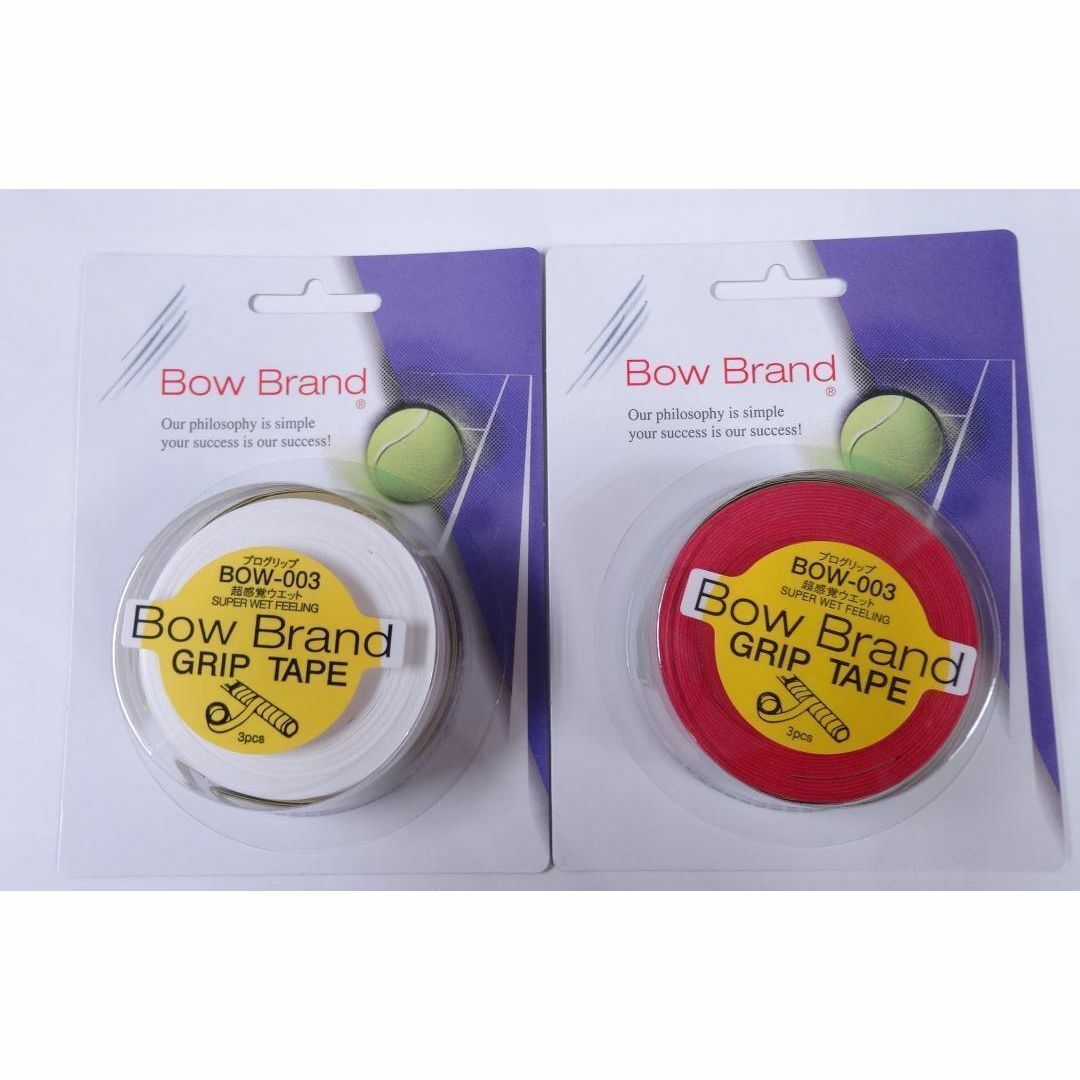 Bow Brand
®
Our philosophy is simple
your success is our success!
プログリップ
BOW-003
超感覚ウエット
SUPER WET FEELING
Bow Brand
GRIP TAPE
3pcs
Bow Brand
®
Our philosophy is simple
your success is our success!
プログリップ
BOW-003
超感覚ウエット
SUPER WET FEELING
Bow Brand
GRIP TAPE
3pcs